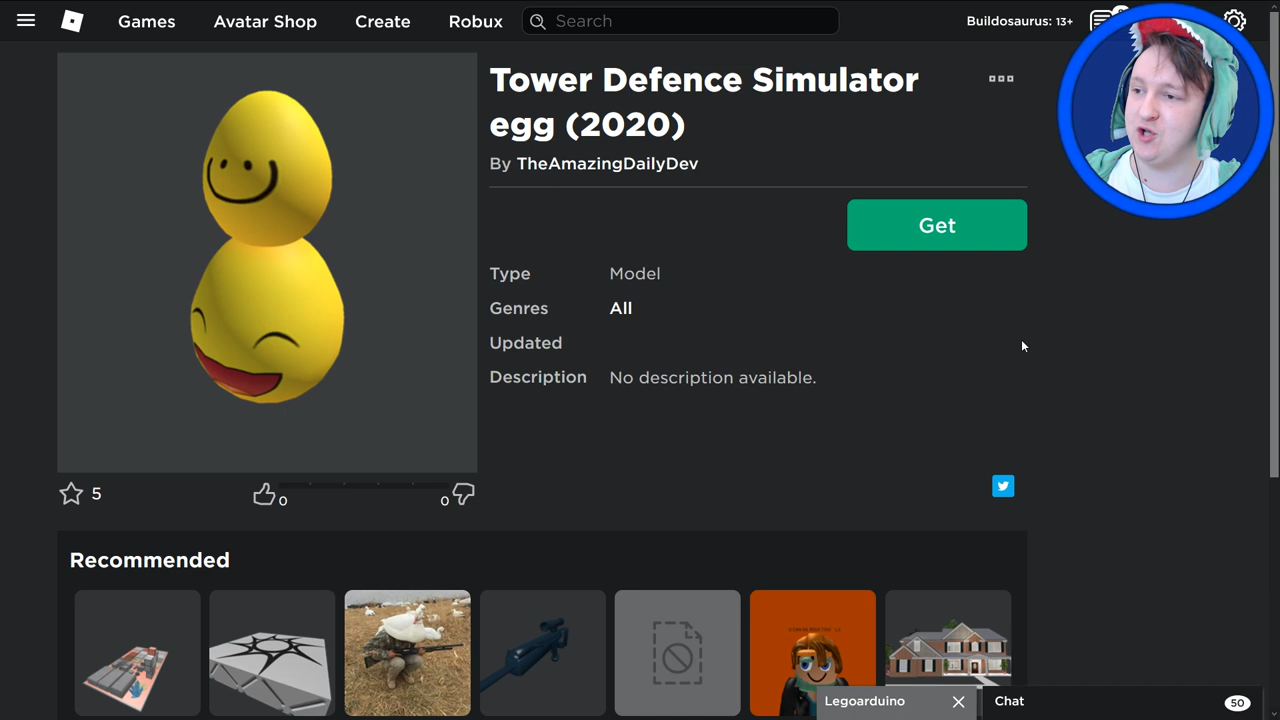 Games
Avatar Shop
Create
Robux
Search
Buildosaurus: 13+
Tower Defence Simulator
egg (2020)
By TheAmazingDailyDev
Get
Type Model
Genres All
Updated
Description No description available.
5
0
0
Recommended
Legoarduino
Chat
50